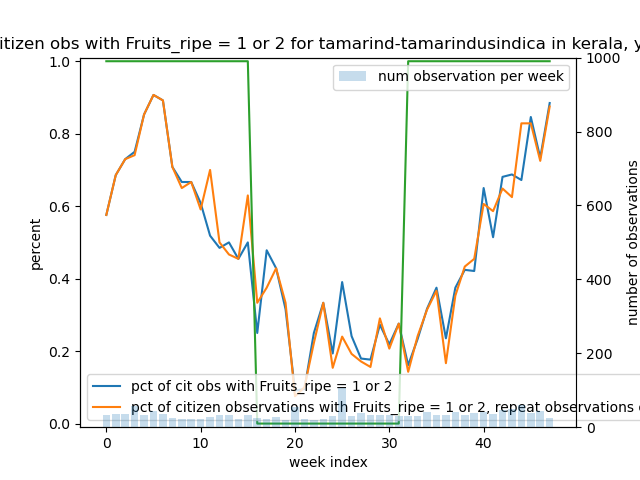 citizen obs with Fruits_ripe = 1 or 2 for tamarind-tamarindusindica in kerala, y
num observation per week
percent
1.0
0.8
0.6
0.4
0.2
0.0
1000
800
600
400
200
0
number of observations
pct of cit obs with Fruits_ripe = 1 or 2
pct of citizen observations with Fruits_ripe = 1 or 2, repeat observations
0 10 20 30 40
week index